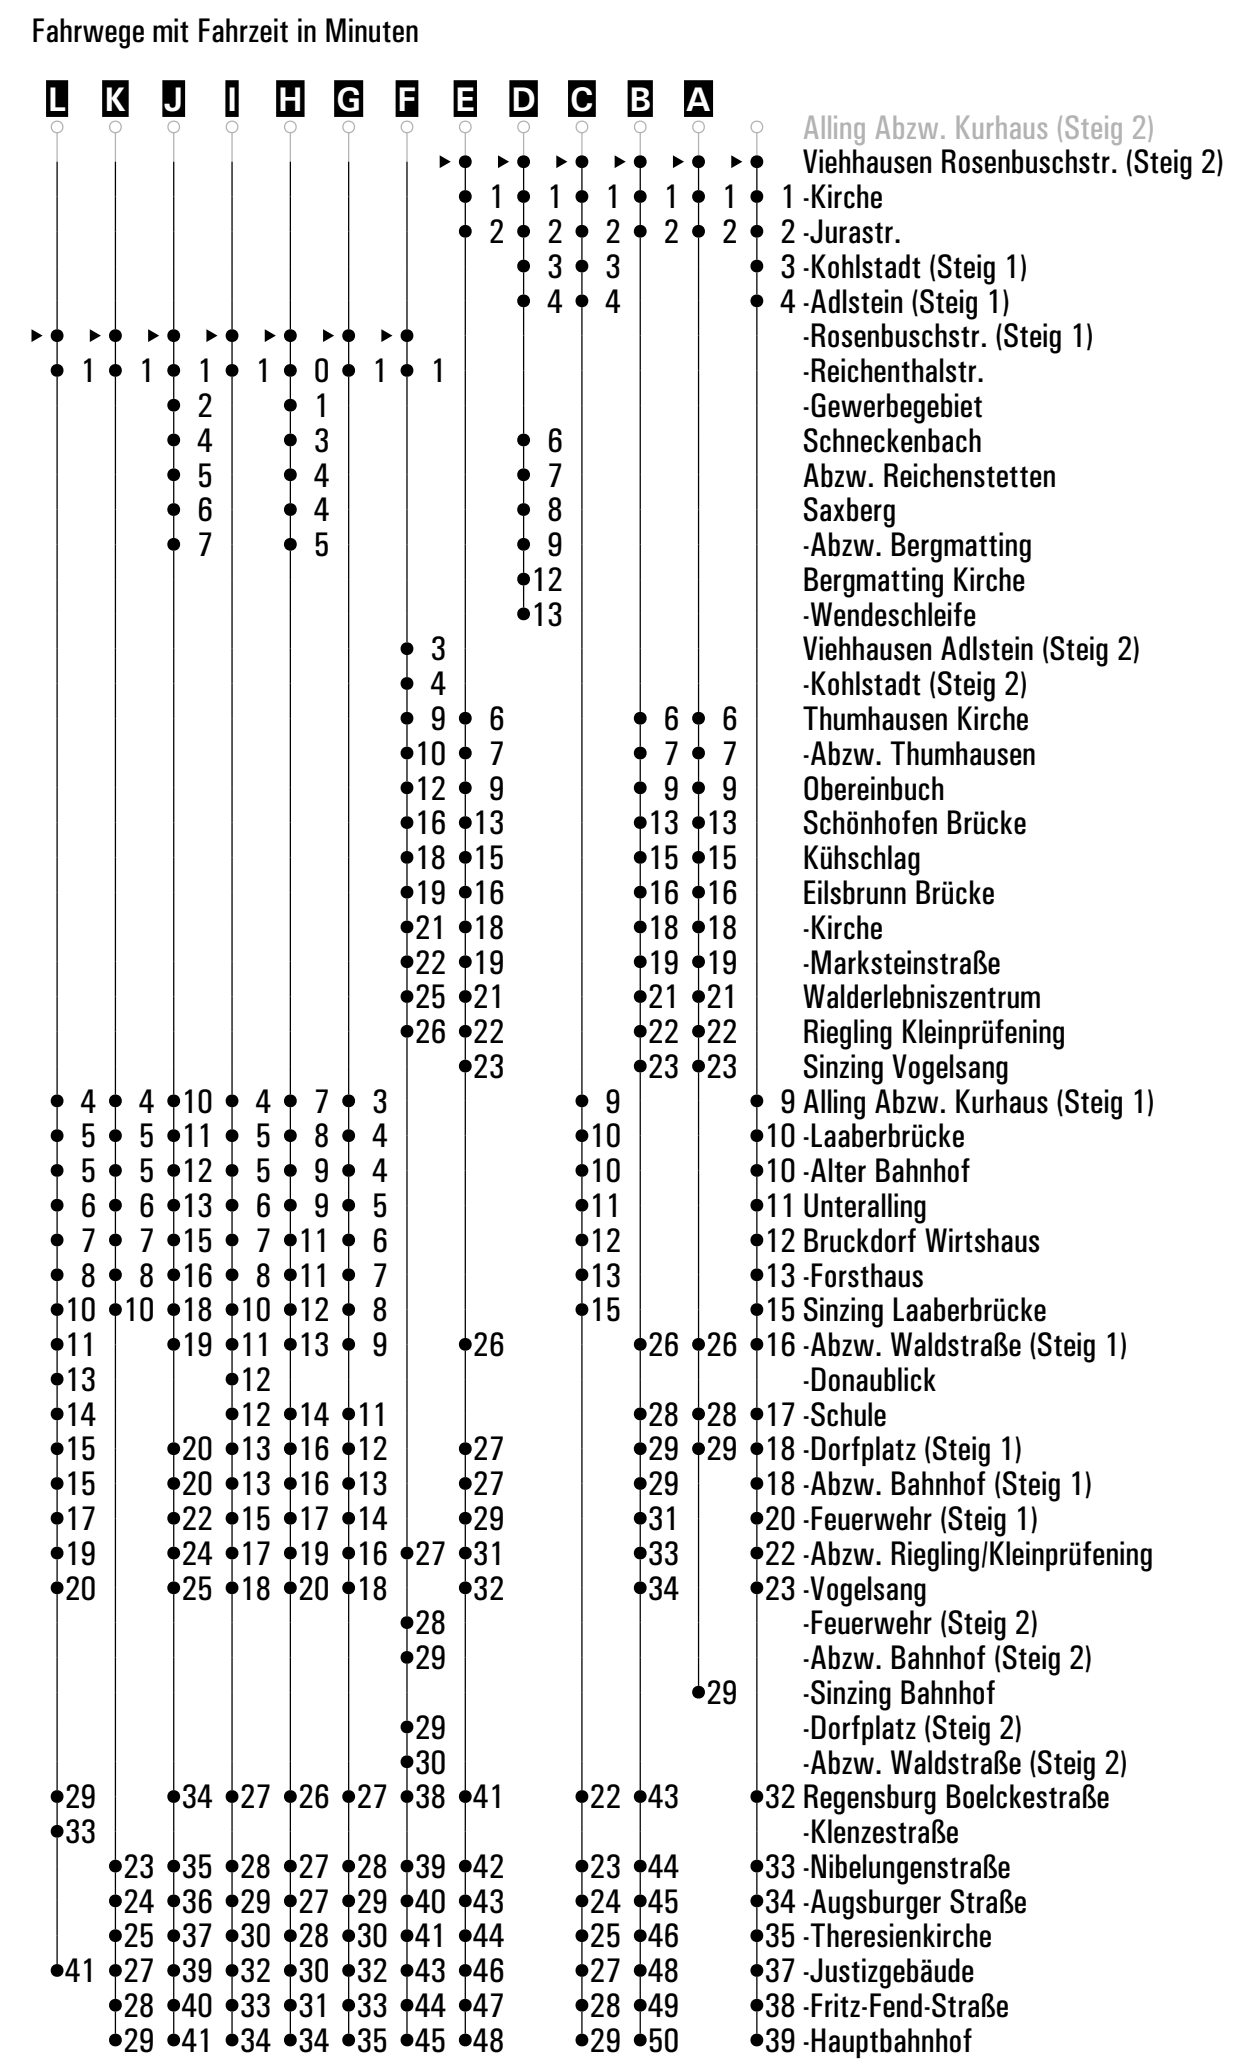 Fahrwege mit Fahrzeit in Minuten
L K J I H G F E D C B A
Alling Abzw. Kurhaus (Steig 2)
Viehhausen Rosenbuschstr. (Steig 2)
1 1 1 1 1 1 -Kirche
2 2 2 2 2 2 -Jurastr.
3 3 3 -Kohlstadt (Steig 1)
4 4 4 -Adlstein (Steig 1)
-Rosenbuschstr. (Steig 1)
1 1 1 1 0 1 1 -Reichenthalstr.
2 1 -Gewerbegebiet
4 3 6 Schneckenbach
5 4 7 Abzw. Reichenstetten
6 4 8 Saxberg
7 5 9 -Abzw. Bergmatting
12 Bergmatting Kirche
13 -Wendeschleife
3 Viehhausen Adlstein (Steig 2)
4 -Kohlstadt (Steig 2)
9 6 6 6 Thumhausen Kirche
10 7 7 7 -Abzw. Thumhausen
12 9 9 9 Obereinbuch
16 13 13 13 Schönhofen Brücke
18 15 15 15 Kühschlag
19 16 16 16 Eilsbrunn Brücke
21 18 18 18 -Kirche
22 19 19 19 -Marksteinstraße
25 21 21 21 Walderlebniszentrum
26 22 22 22 Riegling Kleinprüfening
23 23 23 Sinzing Vogelsang
4 4 10 4 7 3 9 9 Alling Abzw. Kurhaus (Steig 1)
5 5 11 5 8 4 10 10 -Laaberbrücke
5 5 12 5 9 4 10 10 -Alter Bahnhof
6 6 13 6 9 5 11 11 Unteralling
7 7 15 7 11 6 12 12 Bruckdorf Wirtshaus
8 8 16 8 11 7 13 13 -Forsthaus
10 10 18 10 12 8 15 15 Sinzing Laaberbrücke
11 19 11 13 9 26 26 26 16 -Abzw. Waldstraße (Steig 1)
13 12 -Donaublick
14 12 14 11 28 28 17 -Schule
15 20 13 16 12 27 29 29 18 -Dorfplatz (Steig 1)
15 20 13 16 13 27 29 18 -Abzw. Bahnhof (Steig 1)
17 22 15 17 14 29 31 20 -Feuerwehr (Steig 1)
19 24 17 19 16 27 31 33 22 -Abzw. Riegling/Kleinprüfening
20 25 18 20 18 32 34 23 -Vogelsang
28 -Feuerwehr (Steig 2)
29 -Abzw. Bahnhof (Steig 2)
29 -Sinzing Bahnhof
29 -Dorfplatz (Steig 2)
30 -Abzw. Waldstraße (Steig 2)
29 34 27 26 27 38 41 22 43 32 Regensburg Boelckestraße
33 -Klenzestraße
23 35 28 27 28 39 42 23 44 33 -Nibelungenstraße
24 36 29 27 29 40 43 24 45 34 -Augsburger Straße
25 37 30 28 30 41 44 25 46 35 -Theresienkirche
41 27 39 32 30 32 43 46 27 48 37 -Justizgebäude
28 40 33 31 33 44 47 28 49 38 -Fritz-Fend-Straße
29 41 34 34 35 45 48 29 50 39 -Hauptbahnhof